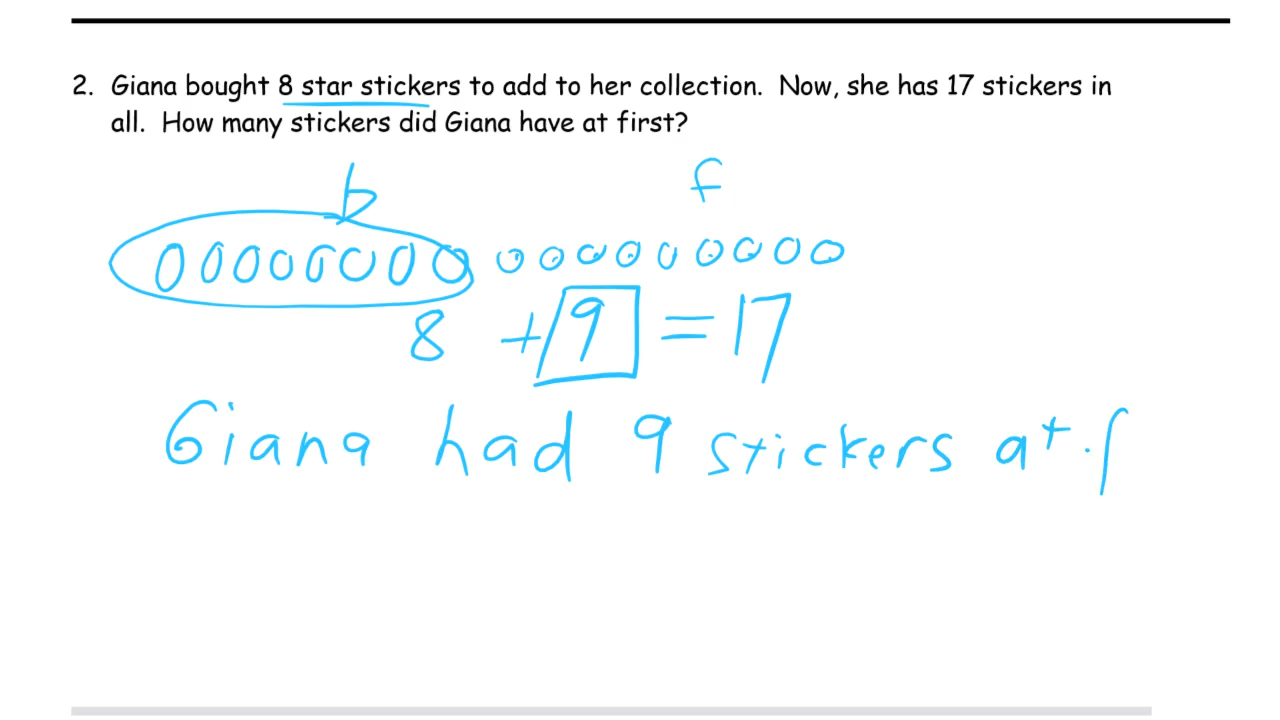 2. Giana bought 8 star stickers to add to her collection. Now, she has 17 stickers in
all. How many stickers did Giana have at first?
b f
8 + 9 = 17
Giana had 9 stickers at f